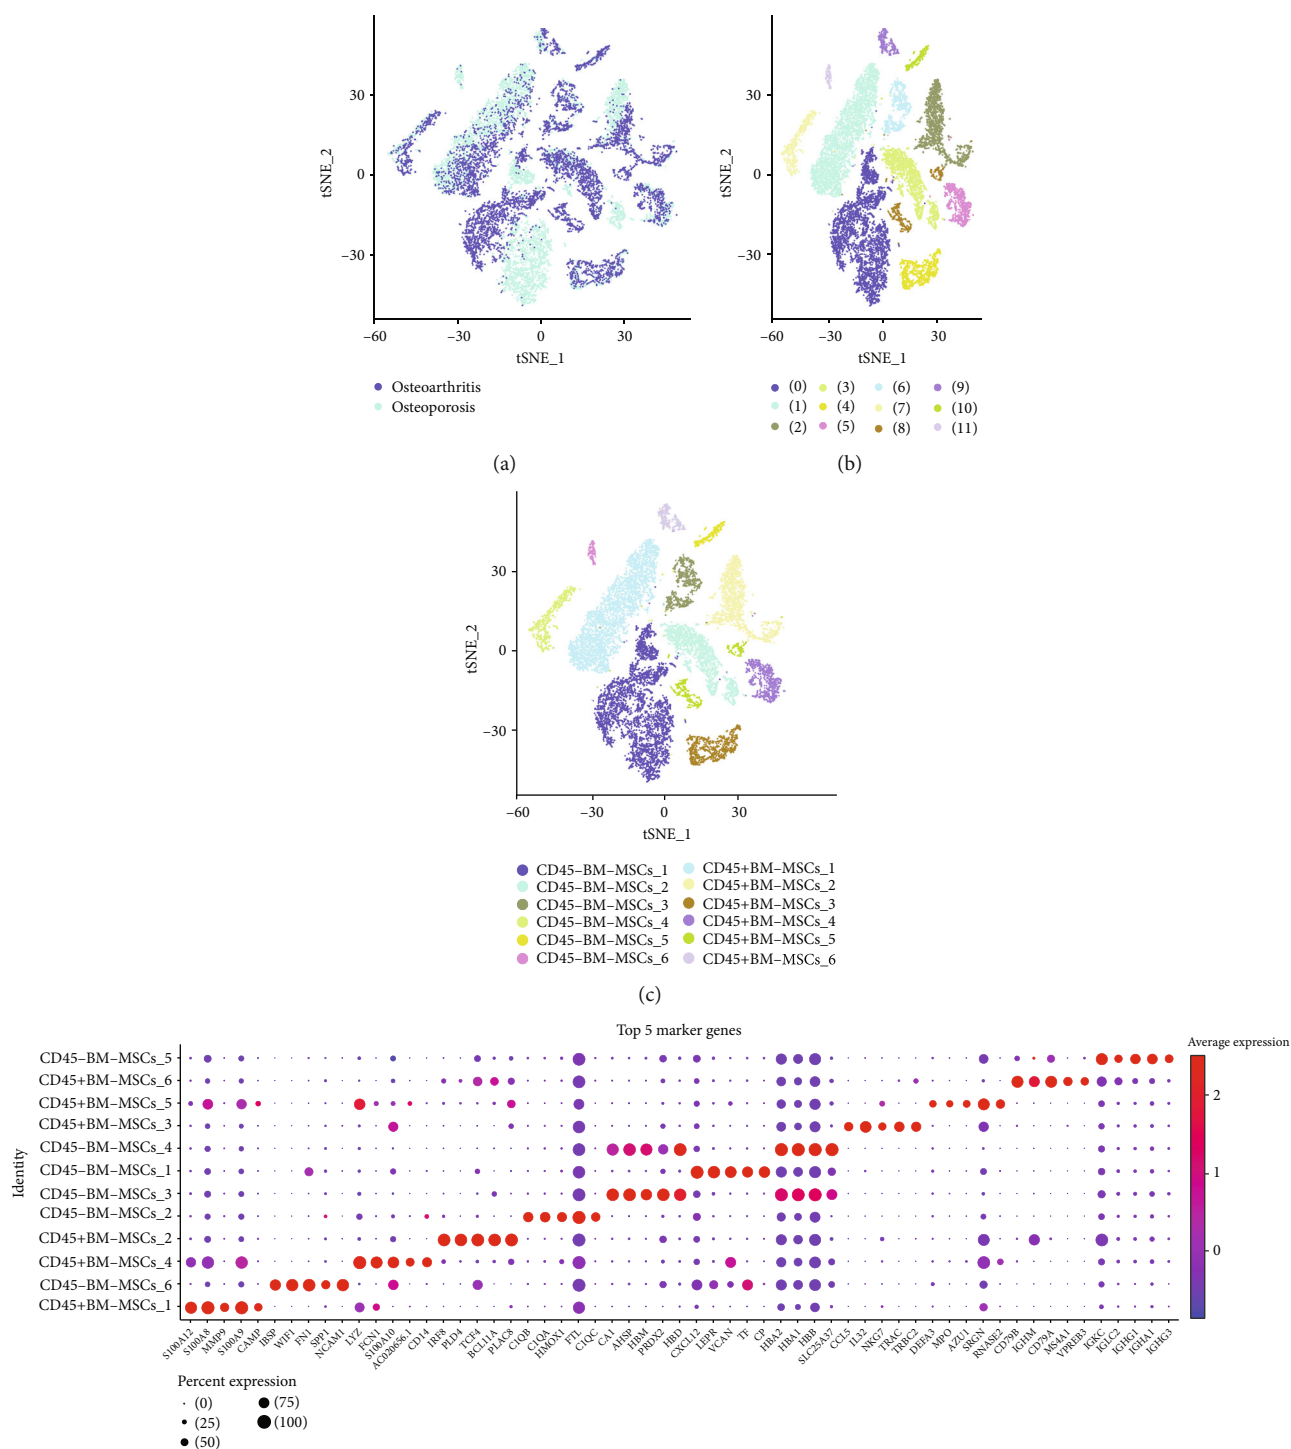 30
0
−30
tSNE_2
−60
−30
0
30
tSNE_1
Osteoarthritis
Osteoporosis
(a)
30
0
−30
tSNE_2
−60
−30
0
30
tSNE_1
(0)
(3)
(6)
(9)
(1)
(4)
(7)
(10)
(2)
(5)
(8)
(11)
(b)
30
0
−30
tSNE_2
−60
−30
0
30
tSNE_1
CD45−BM−MSCs_1
CD45+BM−MSCs_1
CD45−BM−MSCs_2
CD45+BM−MSCs_2
CD45−BM−MSCs_3
CD45+BM−MSCs_3
CD45−BM−MSCs_4
CD45+BM−MSCs_4
CD45−BM−MSCs_5
CD45+BM−MSCs_5
CD45−BM−MSCs_6
CD45+BM−MSCs_6
(c)
Top 5 marker genes
Identity
CD45−BM−MSCs_5
CD45+BM−MSCs_6
CD45+BM−MSCs_5
CD45+BM−MSCs_3
CD45−BM−MSCs_4
CD45−BM−MSCs_1
CD45−BM−MSCs_3
CD45−BM−MSCs_2
CD45+BM−MSCs_2
CD45+BM−MSCs_4
CD45−BM−MSCs_6
CD45+BM−MSCs_1
S100A12
S100A8
MMP9
S100A9
CAMP
IBSP
WIF1
FN1
SPP1
NCAM1
LYZ
FCN1
S100A10
AC020656.1
CD14
IRF8
PLD4
TCF4
BCL11A
PLAC8
C1QB
C1QA
HMOX1
FTL
C1QC
CA1
AHSP
HBM
PRDX2
HBD
CXCL12
LEPR
VCAN
TF
CP
HBA2
HBA1
HBB
SLC25A37
CCL5
IL32
NKG7
TRAC
TRBC2
DEFA3
MPO
AZU1
SRGN
RNASE2
CD79B
IGHM
CD79A
MS4A1
VPREB3
IGKC
IGLC2
IGHG1
IGHA1
IGHG3
Average expression
2
1
0
Percent expression
(0)
(75)
(25)
(100)
(50)